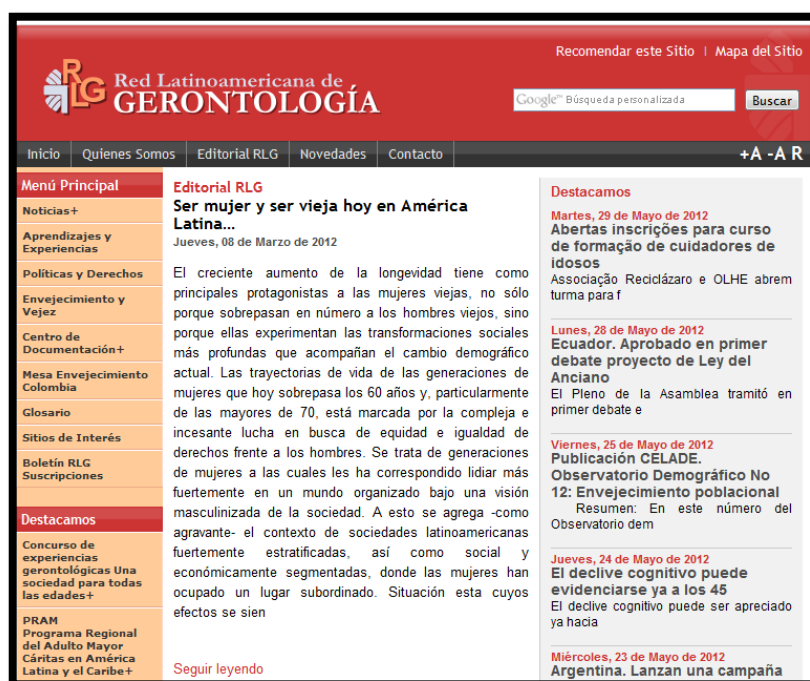 Recomendar este Sitio | Mapa del Sitio
RLG
Red Latinoamericana de
GERONTOLOGÍA
Google™ Búsqueda personalizada
Buscar
Inicio
Quienes Somos
Editorial RLG
Novedades
Contacto
+A -A R
Menú Principal
Noticias+
Aprendizajes y
Experiencias
Políticas y Derechos
Envejecimiento y
Vejez
Centro de
Documentación+
Mesa Envejecimiento
Colombia
Glosario
Sitios de Interés
Boletín RLG
Suscripciones
Destacamos
Concurso de
experiencias
gerontológicas Una
sociedad para todas
las edades+
PRAM
Programa Regional
del Adulto Mayor
Cáritas en América
Latina y el Caribe+
Editorial RLG
Ser mujer y ser vieja hoy en América
Latina...
Jueves, 08 de Marzo de 2012
El creciente aumento de la longevidad tiene como
principales protagonistas a las mujeres viejas, no sólo
porque sobrepasan en número a los hombres viejos, sino
porque ellas experimentan las transformaciones sociales
más profundas que acompañan el cambio demográfico
actual. Las trayectorias de vida de las generaciones de
mujeres que hoy sobrepasa los 60 años y, particularmente
de las mayores de 70, está marcada por la compleja e
incesante lucha en busca de equidad e igualdad de
derechos frente a los hombres. Se trata de generaciones
de mujeres a las cuales les ha correspondido lidiar más
fuertemente en un mundo organizado bajo una visión
masculinizada de la sociedad. A esto se agrega -como
agravante- el contexto de sociedades latinoamericanas
fuertemente estratificadas, así como social y
económicamente segmentadas, donde las mujeres han
ocupado un lugar subordinado. Situación esta cuyos
efectos se sien
Seguir leyendo
Destacamos
Martes, 29 de Mayo de 2012
Abertas inscrições para curso
de formação de cuidadores de
idosos
Associação Reciclázaro e OLHE abrem
turma para f
Lunes, 28 de Mayo de 2012
Ecuador. Aprobado en primer
debate proyecto de Ley del
Anciano
El Pleno de la Asamblea tramitó en
primer debate e
Viernes, 25 de Mayo de 2012
Publicación CELADE.
Observatorio Demográfico No
12: Envejecimiento poblacional
Resumen: En este número del
Observatorio dem
Jueves, 24 de Mayo de 2012
El declive cognitivo puede
evidenciarse ya a los 45
El declive cognitivo puede ser apreciado
ya hacia
Miércoles, 23 de Mayo de 2012
Argentina. Lanzan una campaña